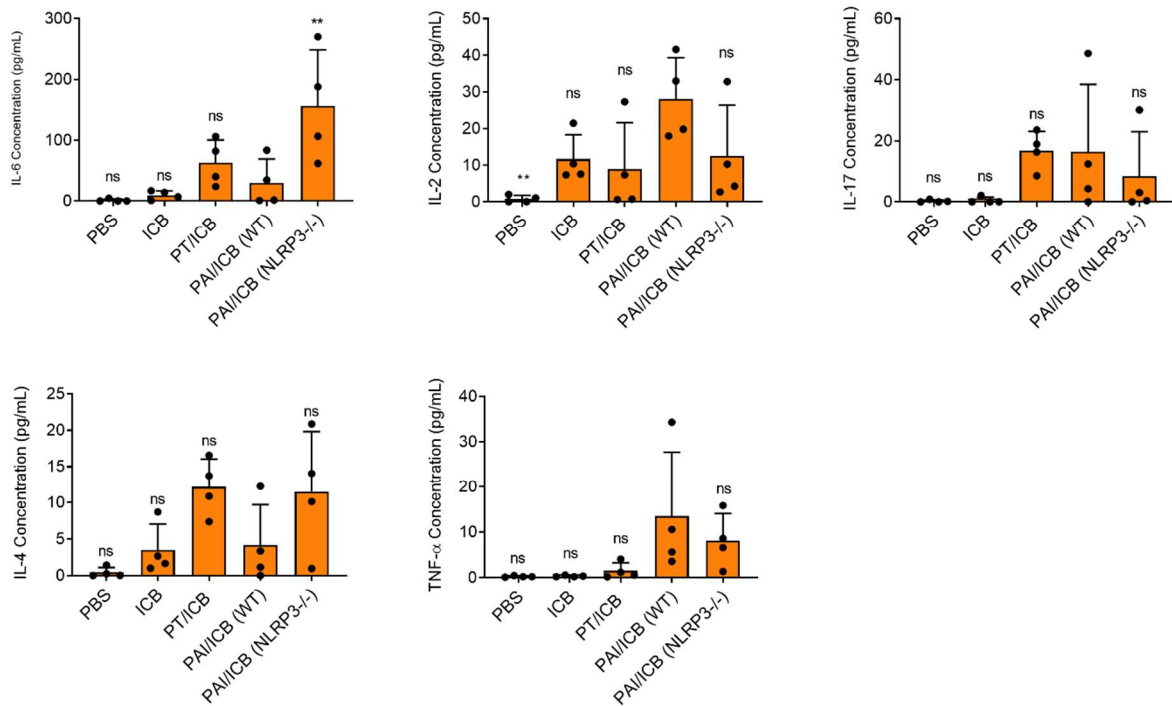 IL-6 Concentration (pg/mL)
300
200
100
0
ns
ns
ns
**
PBS
ICB
PT/ICB
PAI/ICB (WT)
PAI/ICB (NLRP3-/-)
IL-2 Concentration (pg/mL)
50
40
30
20
10
0
**
ns
ns
ns
PBS
ICB
PT/ICB
PAI/ICB (WT)
PAI/ICB (NLRP3-/-)
IL-17 Concentration (pg/mL)
60
40
20
0
ns
ns
ns
ns
PBS
ICB
PT/ICB
PAI/ICB (WT)
PAI/ICB (NLRP3-/-)
IL-4 Concentration (pg/mL)
25
20
15
10
5
0
ns
ns
ns
ns
PBS
ICB
PT/ICB
PAI/ICB (WT)
PAI/ICB (NLRP3-/-)
TNF-α Concentration (pg/mL)
40
30
20
10
0
ns
ns
ns
ns
PBS
ICB
PT/ICB
PAI/ICB (WT)
PAI/ICB (NLRP3-/-)